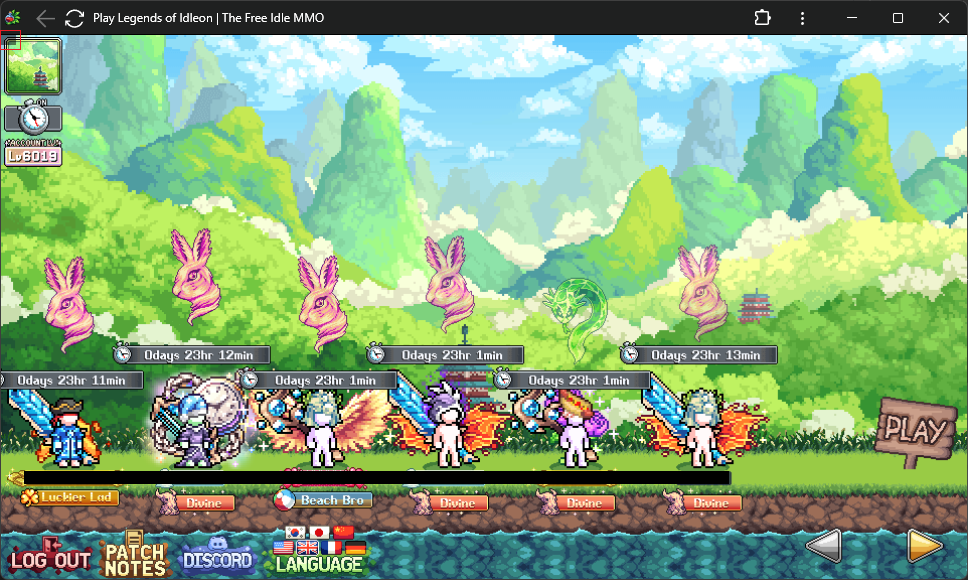 Play Legends of Idleon | The Free Idle MMO
ON
ACCOUNT LV
Lv6013
0days 23hr 12min
0days 23hr 1min
0days 23hr 13min
0days 23hr 11min
0days 23hr 1min
0days 23hr 1min
PLAY
Luckier Lad
Divine
Beach Bro
Divine
Divine
Divine
LOG OUT
PATCH
NOTES
DISCORD
LANGUAGE